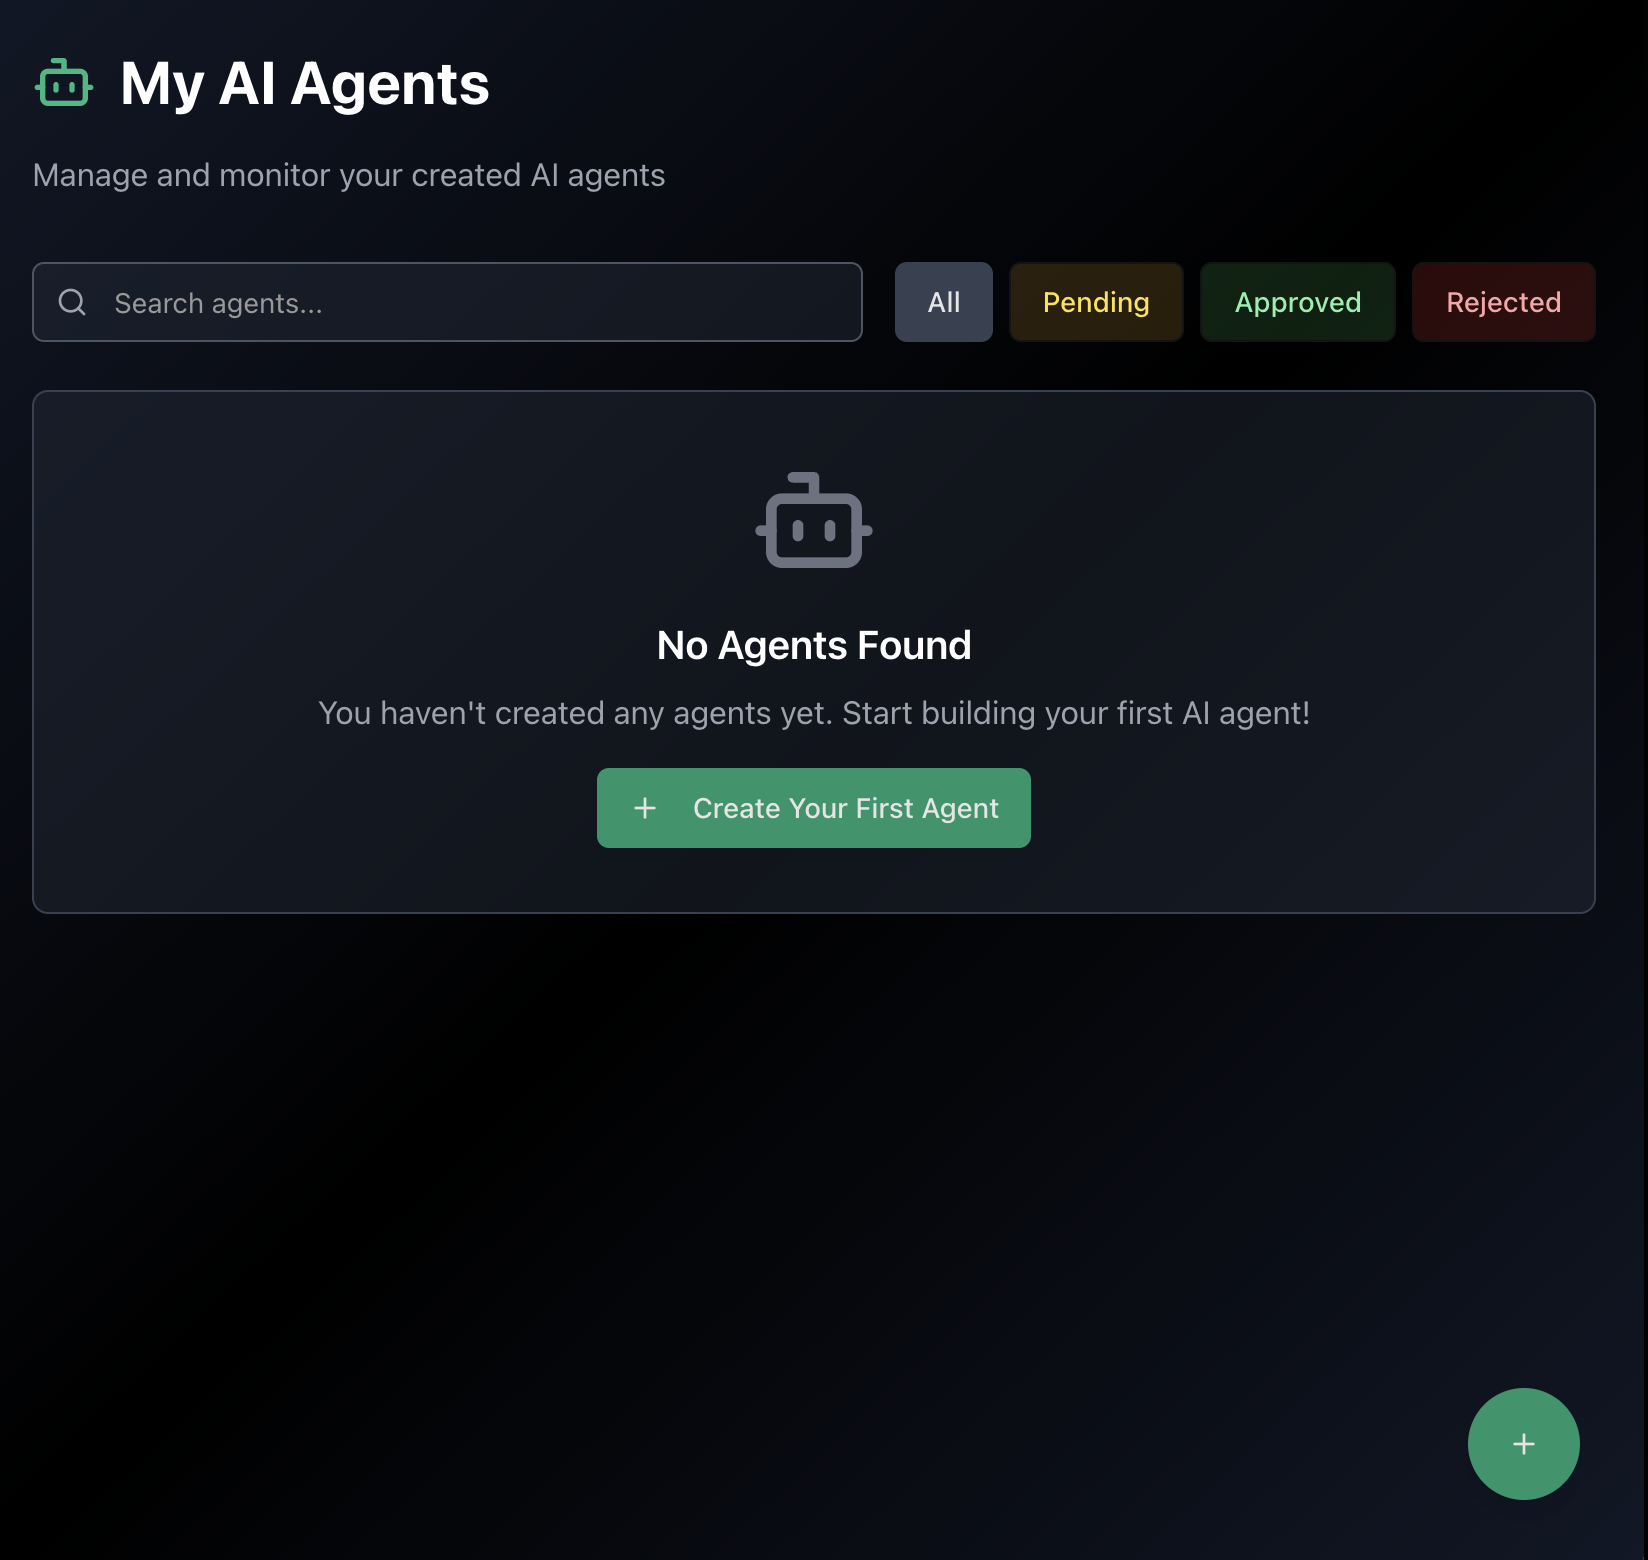 My AI Agents
Manage and monitor your created AI agents
Search agents...
All
Pending
Approved
Rejected
No Agents Found
You haven't created any agents yet. Start building your first AI agent!
+ Create Your First Agent
+